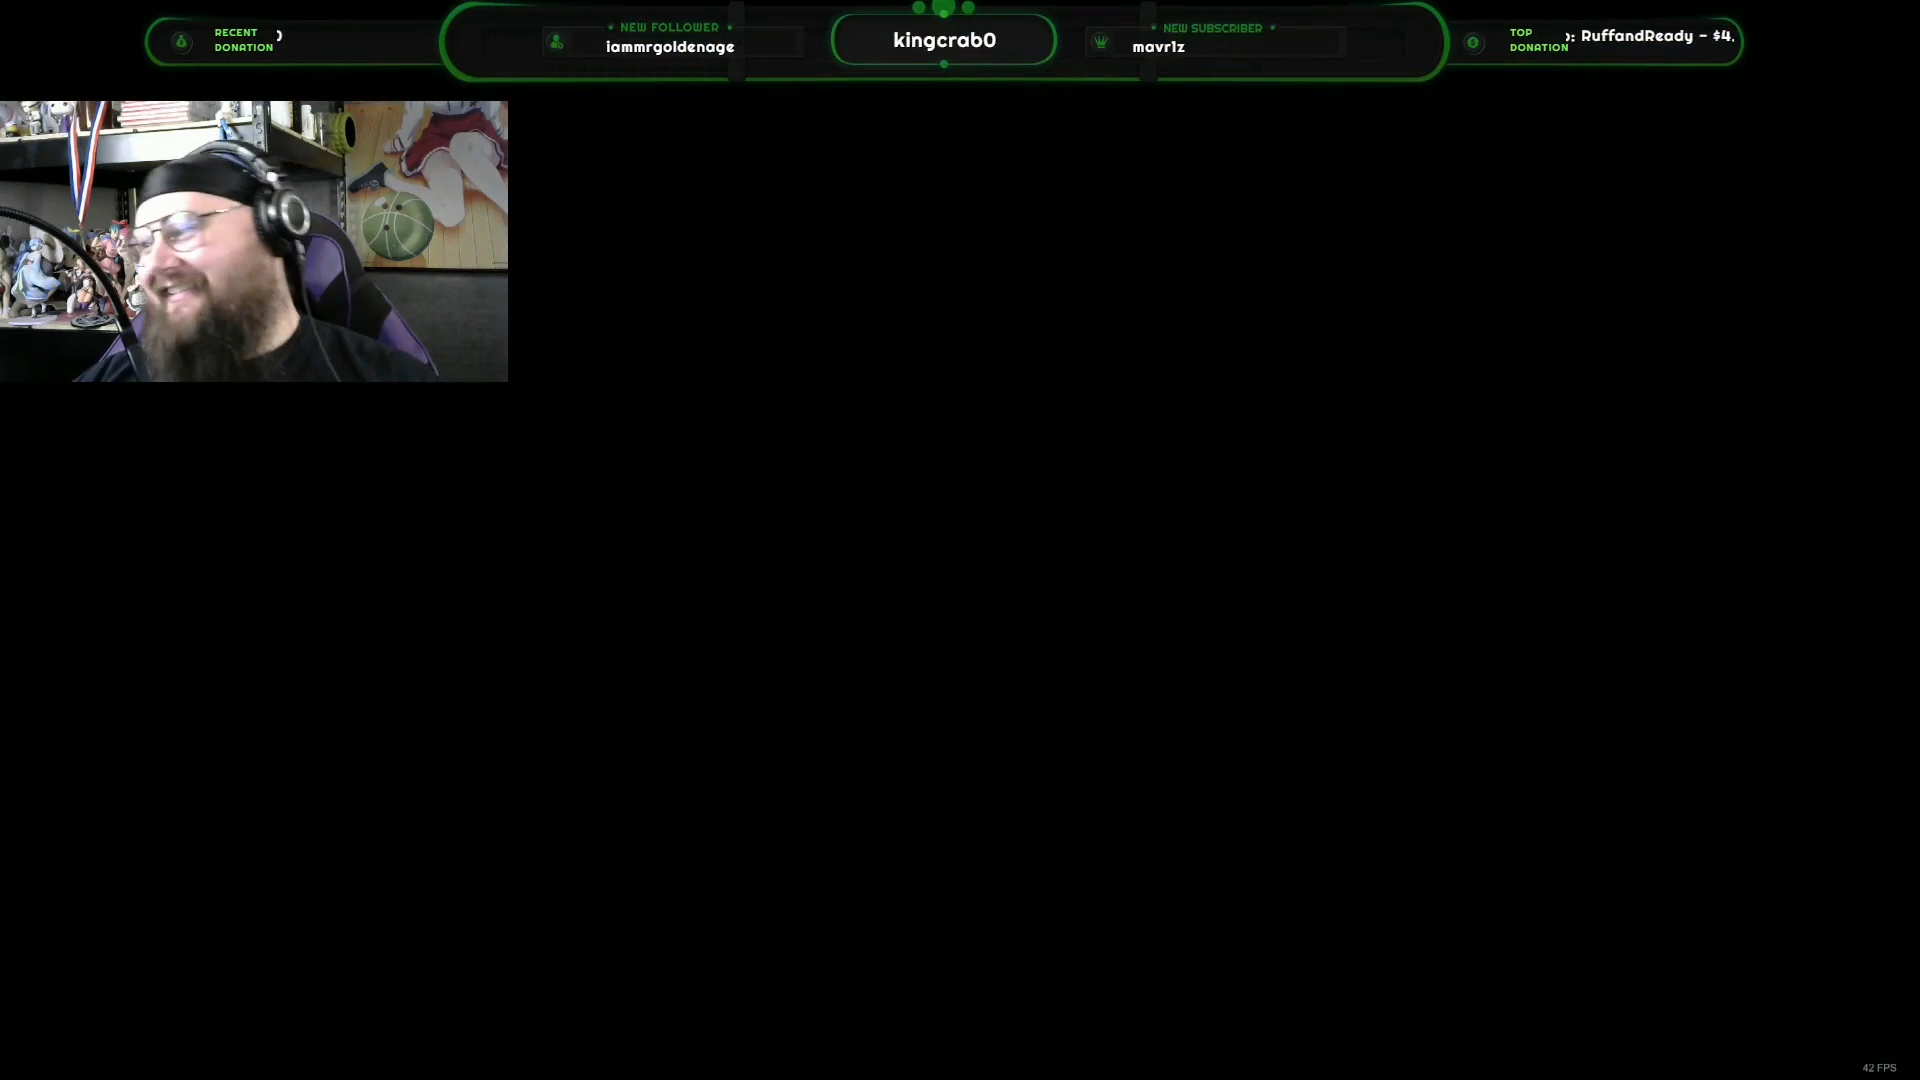 RECENT
DONATION
NEW FOLLOWER
iammrgoldenage
kingcrab0
NEW SUBSCRIBER
mavr1z
TOP
DONATION
: RuffandReady - $4.
42 FPS